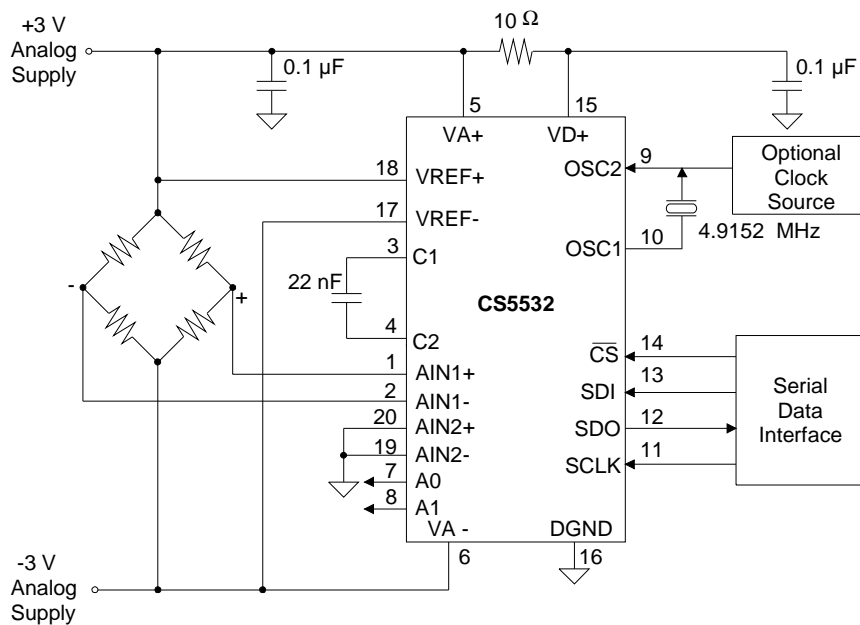 +3 V
Analog
Supply
10 Ω
0.1 µF
0.1 µF
5
15
VA+
VD+
18
VREF+
17
VREF-
3
C1
22 nF
4
C2
1
AIN1+
2
AIN1-
20
AIN2+
19
AIN2-
7
A0
8
A1
VA -
6
DGND
16
CS5532
OSC2
9
Optional
Clock
Source
4.9152 MHz
OSC1
10
CS
14
SDI
13
SDO
12
SCLK
11
Serial
Data
Interface
-
+
-3 V
Analog
Supply